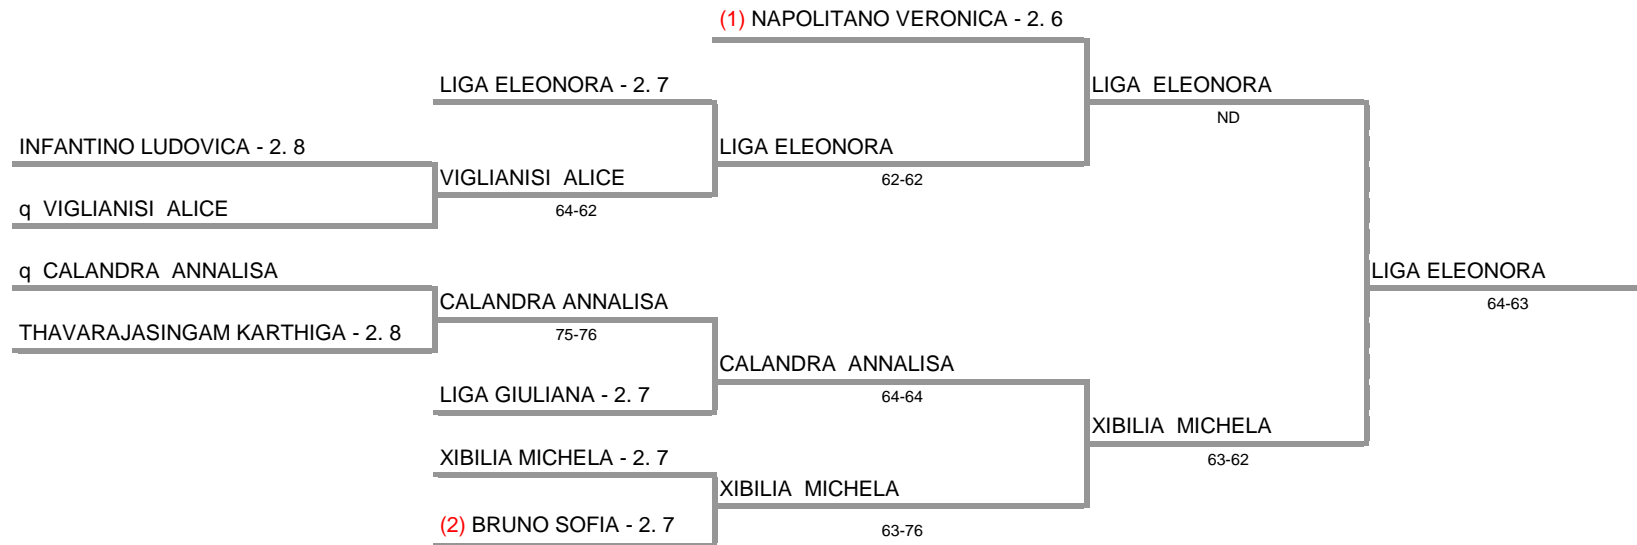 (1) NAPOLITANO VERONICA - 2. 6
LIGA ELEONORA - 2. 7
LIGA ELEONORA
ND
INFANTINO LUDOVICA - 2. 8
LIGA ELEONORA
62-62
VIGLIANISI ALICE
64-62
q VIGLIANISI ALICE
q CALANDRA ANNALISA
LIGA ELEONORA
64-63
CALANDRA ANNALISA
75-76
THAVARAJASINGAM KARTHIGA - 2. 8
CALANDRA ANNALISA
64-64
LIGA GIULIANA - 2. 7
XIBILIA MICHELA
63-62
XIBILIA MICHELA - 2. 7
XIBILIA MICHELA
63-76
(2) BRUNO SOFIA - 2. 7